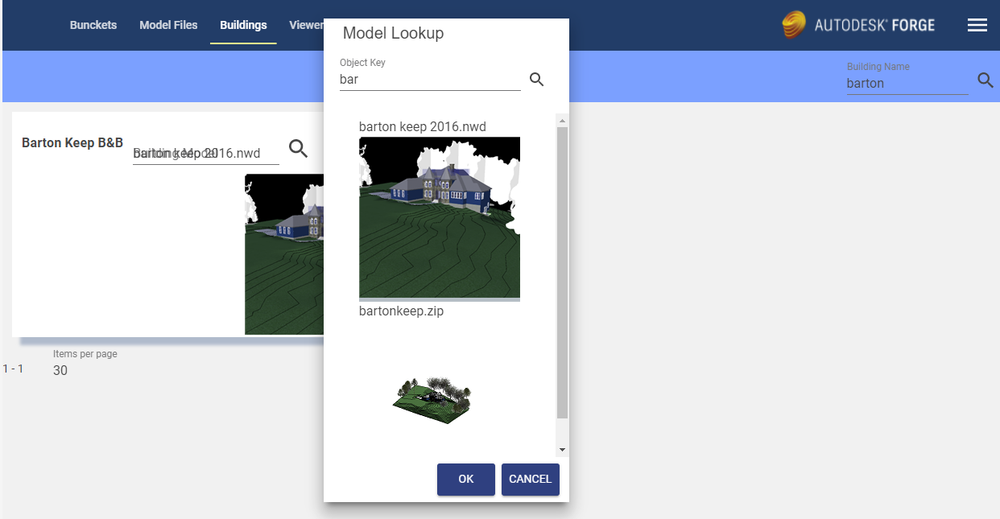 Bunckets Model Files Buildings Viewer
AUTODESK® FORGE
Building Name
barton
Model Lookup
Object Key
bar
barton keep 2016.nwd
bartonkeep.zip
OK CANCEL
Barton Keep B&B
Building Model
barton keep 2016.nwd
Items per page
1 - 1 30